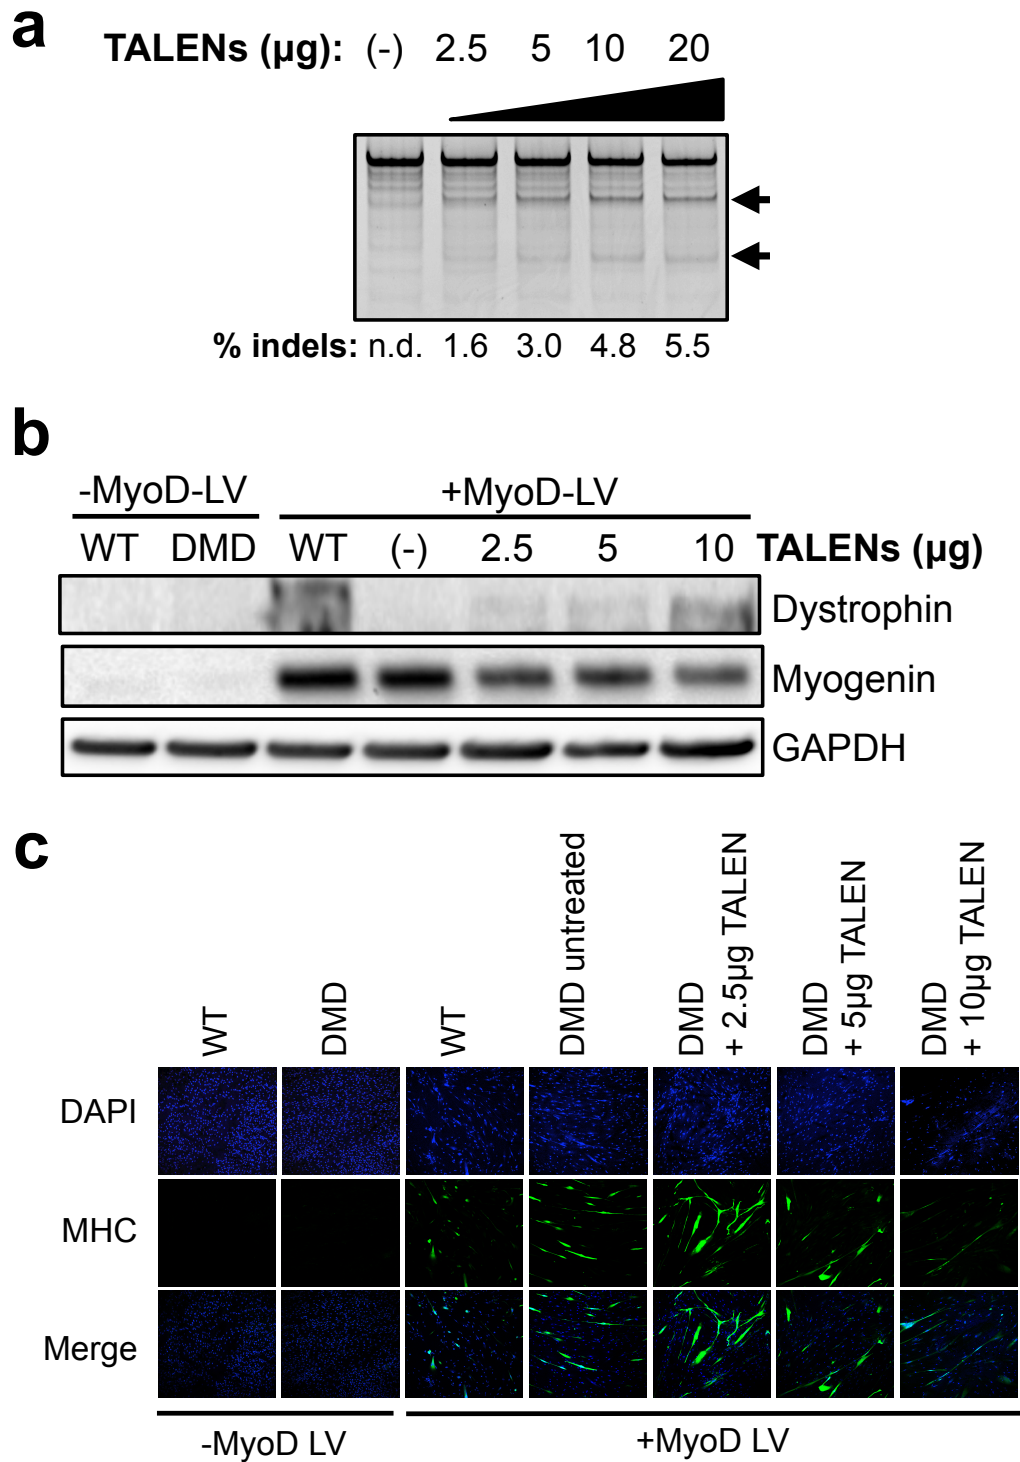 a
TALENs (µg): (-) 2.5 5 10 20
% indels: n.d. 1.6 3.0 4.8 5.5
b
-MyoD-LV +MyoD-LV
WT DMD WT (-) 2.5 5 10 TALENs (µg)
Dystrophin
Myogenin
GAPDH
c
WT
DMD
WT
DMD untreated
DMD
+ 2.5µg TALEN
DMD
+ 5µg TALEN
DMD
+ 10µg TALEN
DAPI
MHC
Merge
-MyoD LV +MyoD LV